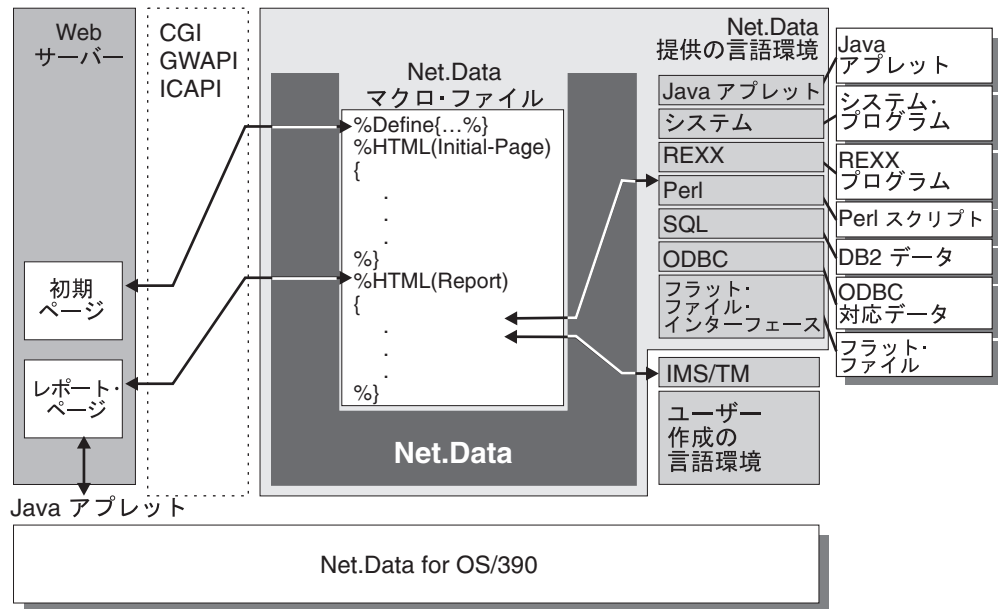 Web
サーバー
初期
ページ
レポート・
ページ
Java アプレット
CGI
GWAPI
ICAPI
Net.Data
マクロ・ファイル
%Define{...%}
%HTML(Initial-Page)
{
.
.
.
%}
%HTML(Report)
{
.
.
.
%}
Net.Data
Net.Data
提供の言語環境
Java アプレット
システム
REXX
Perl
SQL
ODBC
フラット・
ファイル・
インターフェース
IMS/TM
ユーザー
作成の
言語環境
Java
アプレット
システム・
プログラム
REXX
プログラム
Perl スクリプト
DB2 データ
ODBC
対応データ
フラット・
ファイル
Net.Data for OS/390